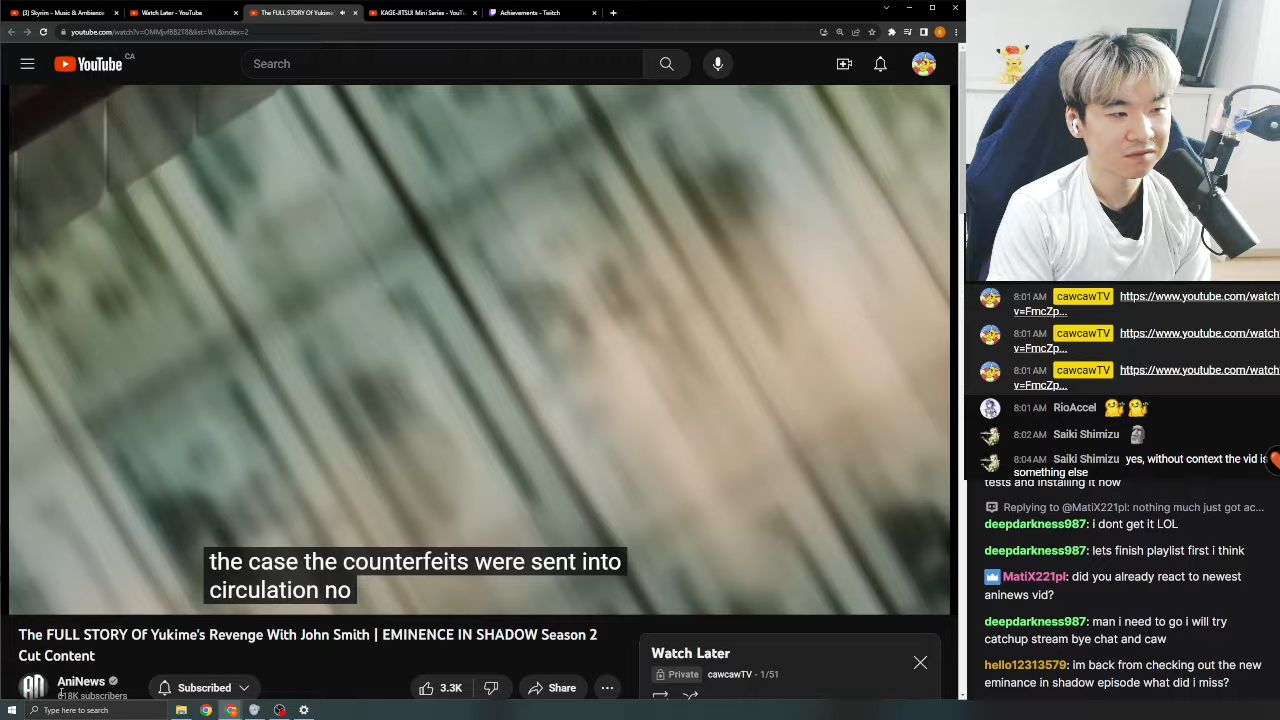 (3) Skyrim - Music & Ambience
Watch Later - YouTube
The FULL STORY Of Yukime's
KAGE-JITSU! Mini Series - YouT
Achievements - Twitch
youtube.com/watch?v=OMMjvfBB2T8&list=WL&index=2
YouTube CA
Search
the case the counterfeits were sent into
circulation no
The FULL STORY Of Yukime's Revenge With John Smith | EMINENCE IN SHADOW Season 2
Cut Content
AniNews
618K subscribers
Subscribed
3.3K
Share
Watch Later
Private cawcawTV - 1/51
Type here to search
8:01 AM cawcawTV https://www.youtube.com/watch
v=FmcZp...
8:01 AM cawcawTV https://www.youtube.com/watch
v=FmcZp...
8:01 AM cawcawTV https://www.youtube.com/watch
v=FmcZp...
8:01 AM RioAccel
8:02 AM Saiki Shimizu
8:04 AM Saiki Shimizu yes, without context the vid is
something else
tests and installing it now
Replying to @MatiX221pl: nothing much just got ac...
deepdarkness987: i dont get it LOL
deepdarkness987: lets finish playlist first i think
MatiX221pl: did you already react to newest
aninews vid?
deepdarkness987: man i need to go i will try
catchup stream bye chat and caw
hello12313579: im back from checking out the new
eminance in shadow episode what did i miss?